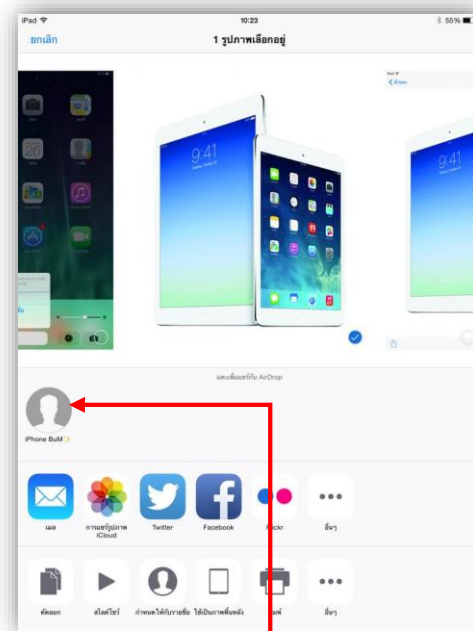 iPad
10:23
55%
ยกเลิก
1 รูปภาพเลือกอยู่
9:41
iPad
9:41
แตะเพื่อแชร์กับ AirDrop
iPhone BuM✨
เมล
การแชร์รูปภาพ
iCloud
Twitter
Facebook
Flickr
อื่นๆ
คัดลอก
สไลด์โชว์
กำหนดให้กับรายชื่อ
ใช้เป็นภาพพื้นหลัง
พิมพ์
อื่นๆ